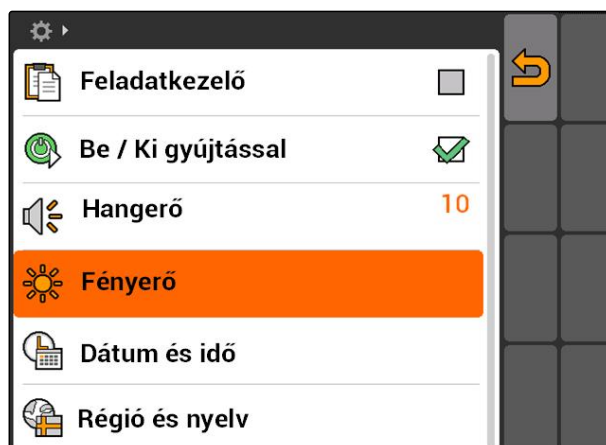 Feladatkezelő
Be / Ki gyújtással
Hangerő 10
Fényerő
Dátum és idő
Régió és nyelv